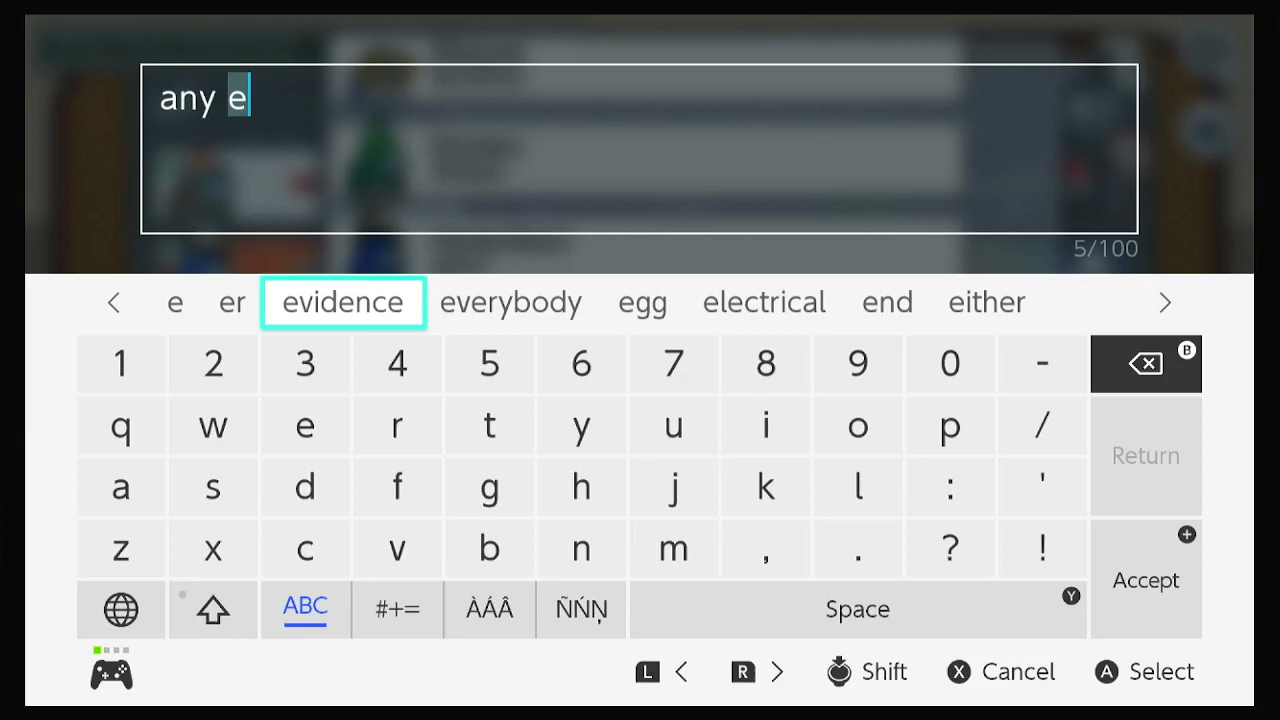 any e
5/100
e er evidence everybody egg electrical end either
1 2 3 4 5 6 7 8 9 0 - B
q w e r t y u i o p /
Return
a s d f g h j k l : '
z x c v b n m , . ? ! +
Accept
ABC #+= ÀÁÂ ÑŃŅ Space Y
L < R > Shift X Cancel A Select